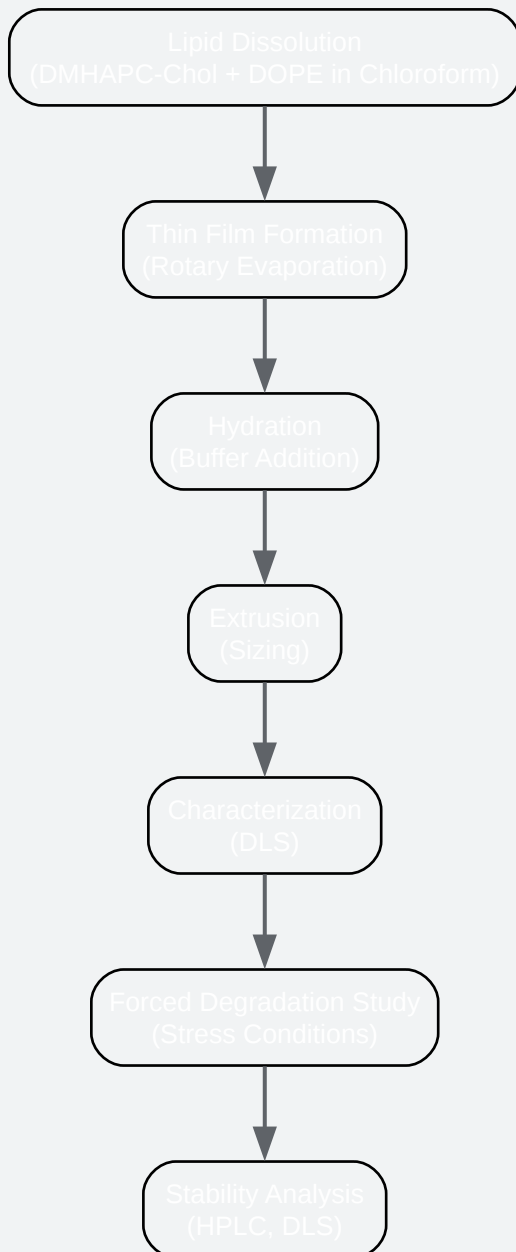 Lipid Dissolution
(DMHAPC-Chol + DOPE in Chloroform)
Thin Film Formation
(Rotary Evaporation)
Hydration
(Buffer Addition)
Extrusion
(Sizing)
Characterization
(DLS)
Forced Degradation Study
(Stress Conditions)
Stability Analysis
(HPLC, DLS)